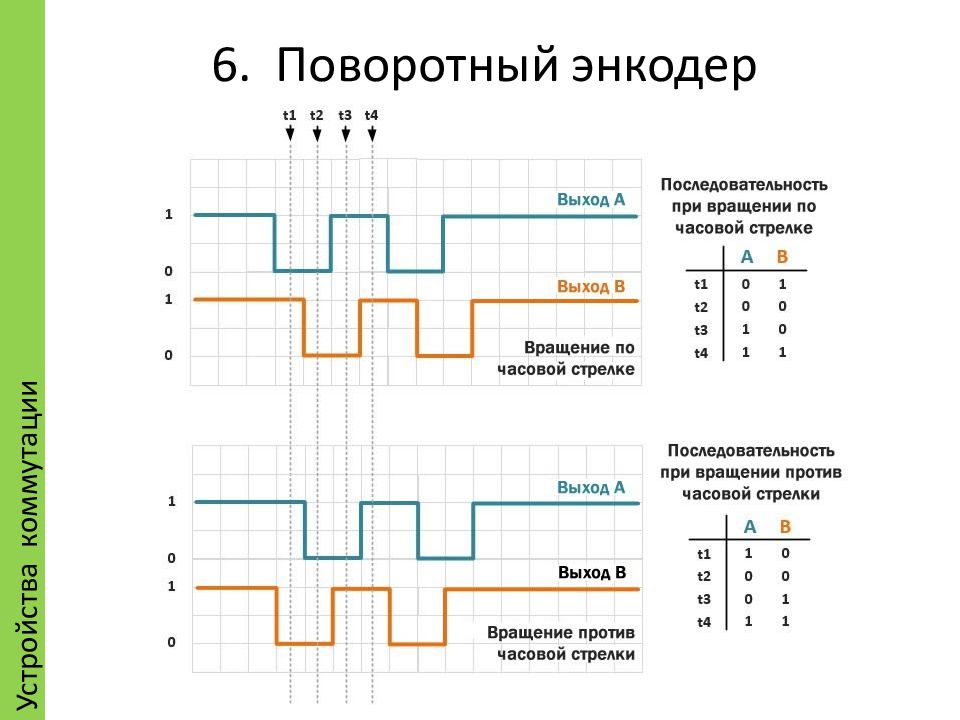 6. Поворотный энкодер
t1 t2 t3 t4
Выход А
1
0
Выход В
1
0
Вращение по
часовой стрелке
Последовательность
при вращении по
часовой стрелке
А В
t1 0 1
t2 0 0
t3 1 0
t4 1 1
Выход А
1
0
Выход В
1
0
Вращение против
часовой стрелки
Последовательность
при вращении против
часовой стрелки
А В
t1 1 0
t2 0 0
t3 0 1
t4 1 1
Устройства коммутации